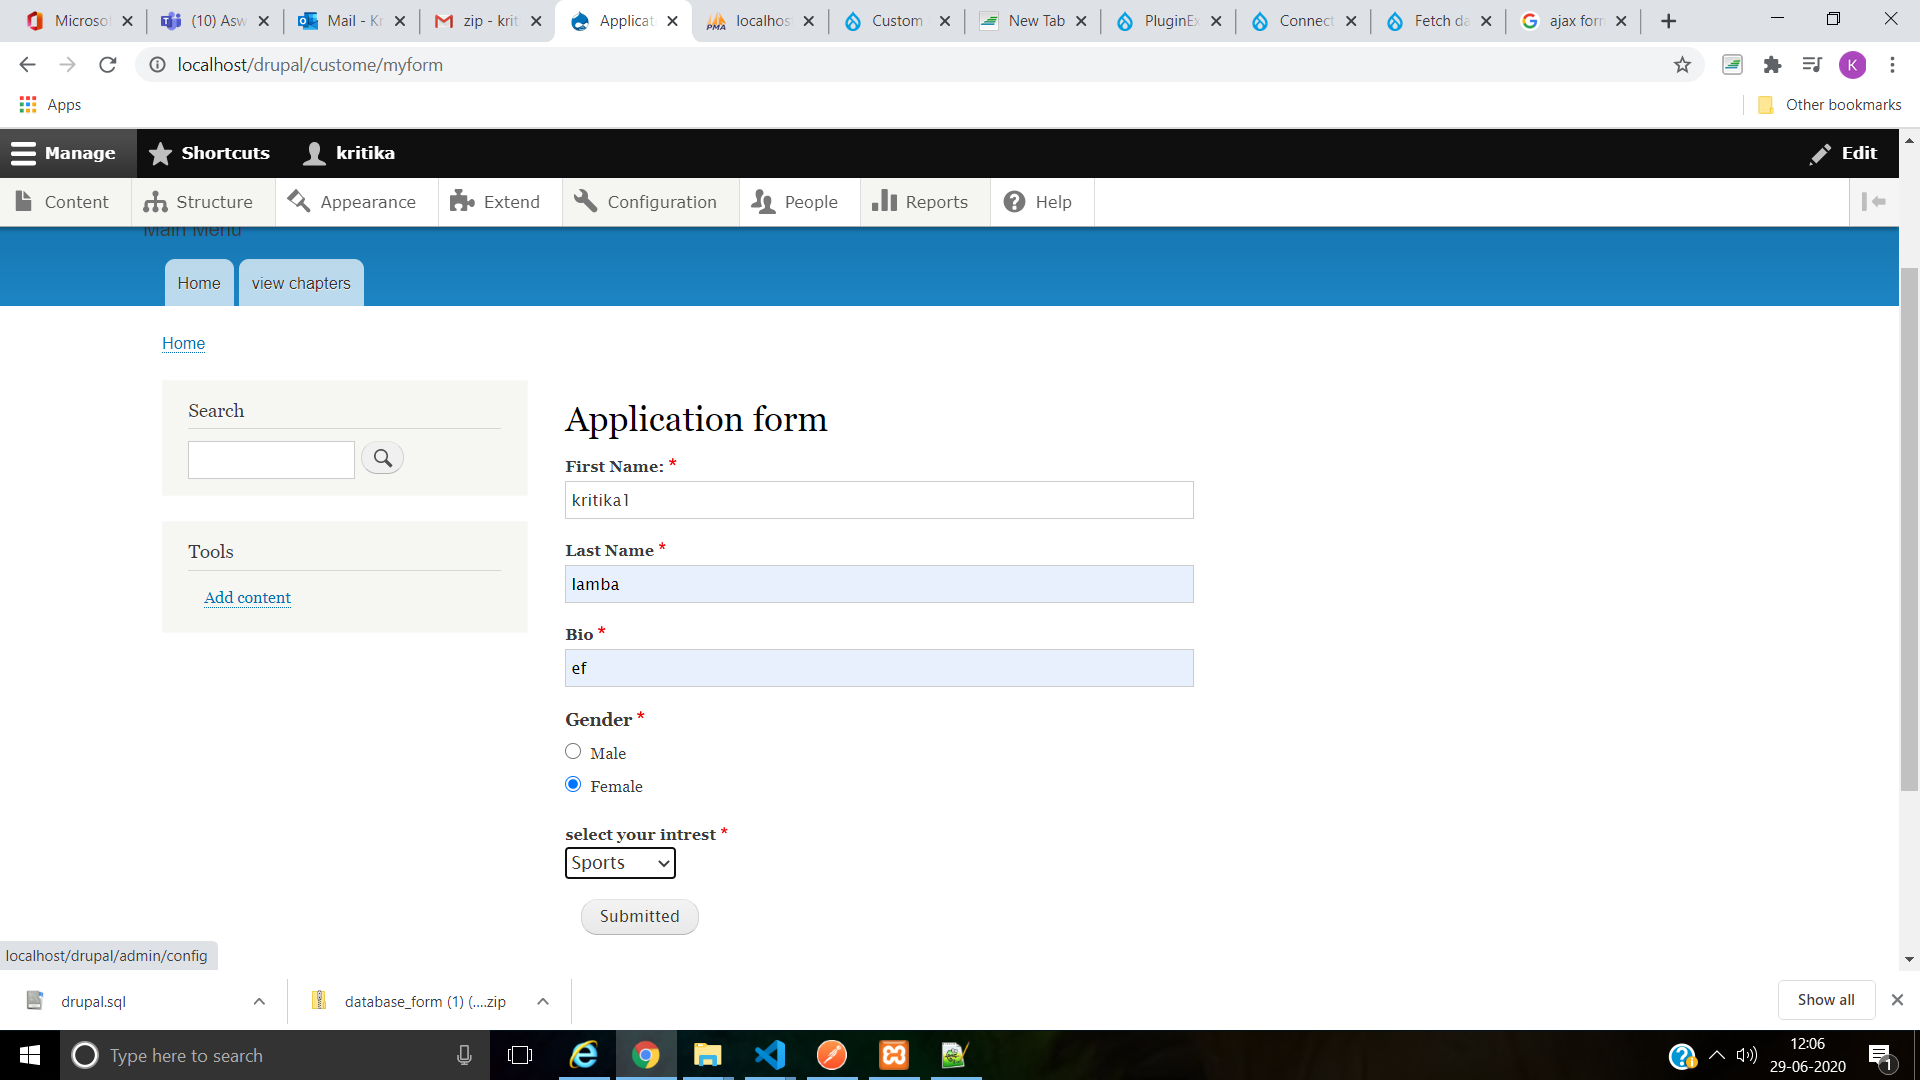 Microso (10) Asw Mail - Kr zip - krit Applicat localhos Custom New Tab PluginEx Connect Fetch da ajax for
localhost/drupal/custome/myform K
Apps Other bookmarks
Manage Shortcuts kritika Edit
Content Structure Appearance Extend Configuration People Reports Help
Main Menu
Home view chapters
Home
Search
Tools
Add content
Application form
First Name: *
kritika1
Last Name *
lamba
Bio *
ef
Gender *
Male
Female
select your intrest *
Sports
Submitted
localhost/drupal/admin/config
drupal.sql database_form (1) (....zip Show all
Type here to search 12:06
29-06-2020 1